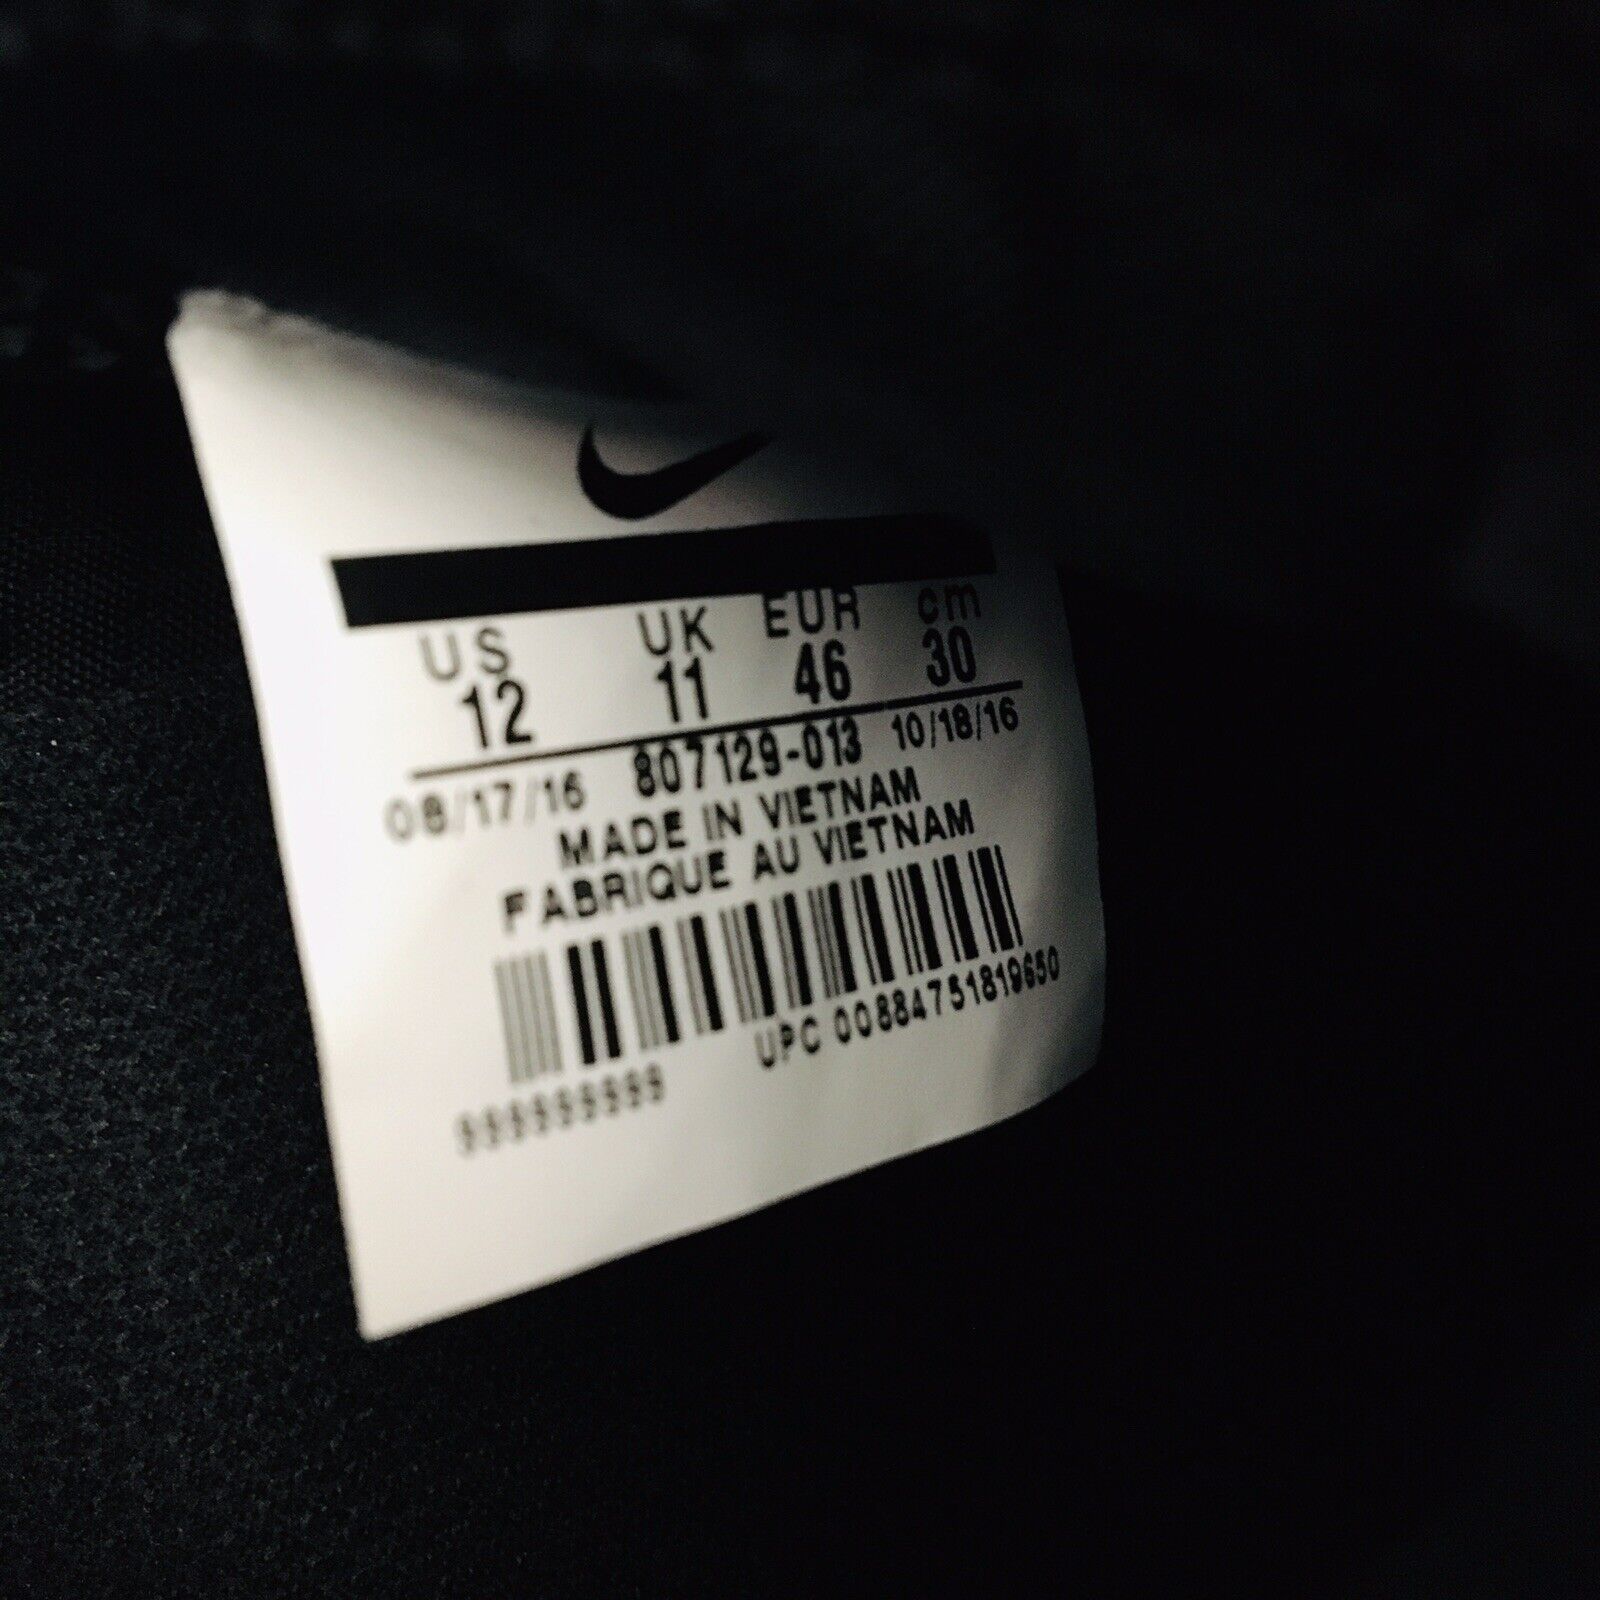 US UK EUR cm
12 11 46 30
08/17/16 807129-013 10/18/16
MADE IN VIETNAM
FABRIQUE AU VIETNAM
UPC 00884751819650
999999999